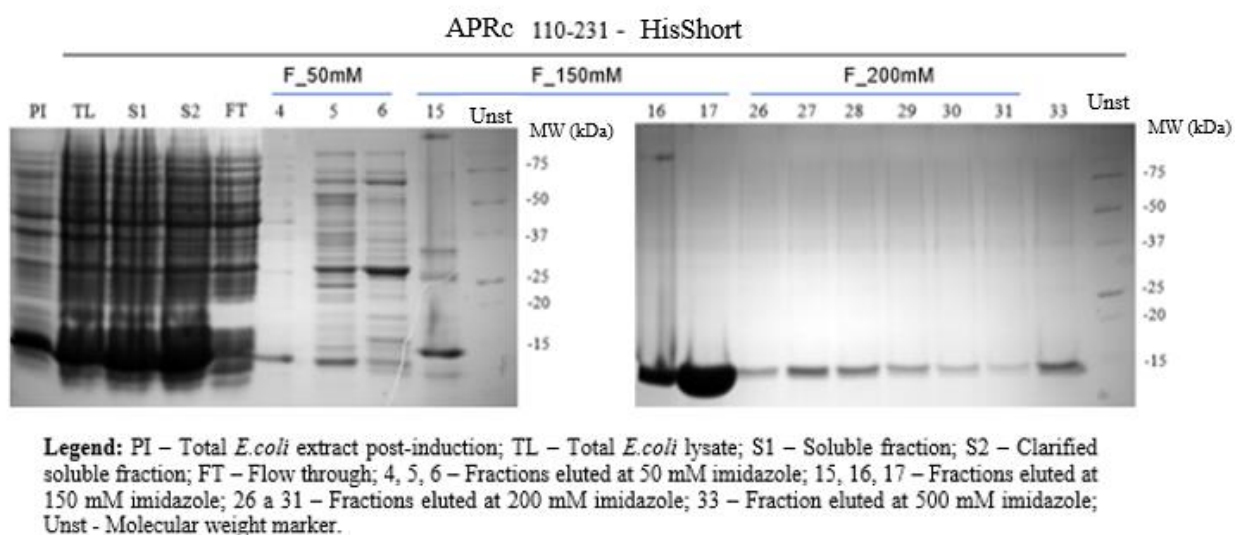 APRc 110-231 - HisShort
F_50mM F_150mM F_200mM
PI TL S1 S2 FT 4 5 6 15 Unst 16 17 26 27 28 29 30 31 33 Unst
MW (kDa) MW (kDa)
-75 -75
-50 -50
-37 -37
-25 -25
-20 -20
-15 -15
Legend: PI – Total E.coli extract post-induction; TL – Total E.coli lysate; S1 – Soluble fraction; S2 – Clarified
soluble fraction; FT – Flow through; 4, 5, 6 – Fractions eluted at 50 mM imidazole; 15, 16, 17 – Fractions eluted at
150 mM imidazole; 26 a 31 – Fractions eluted at 200 mM imidazole; 33 – Fraction eluted at 500 mM imidazole;
Unst - Molecular weight marker.